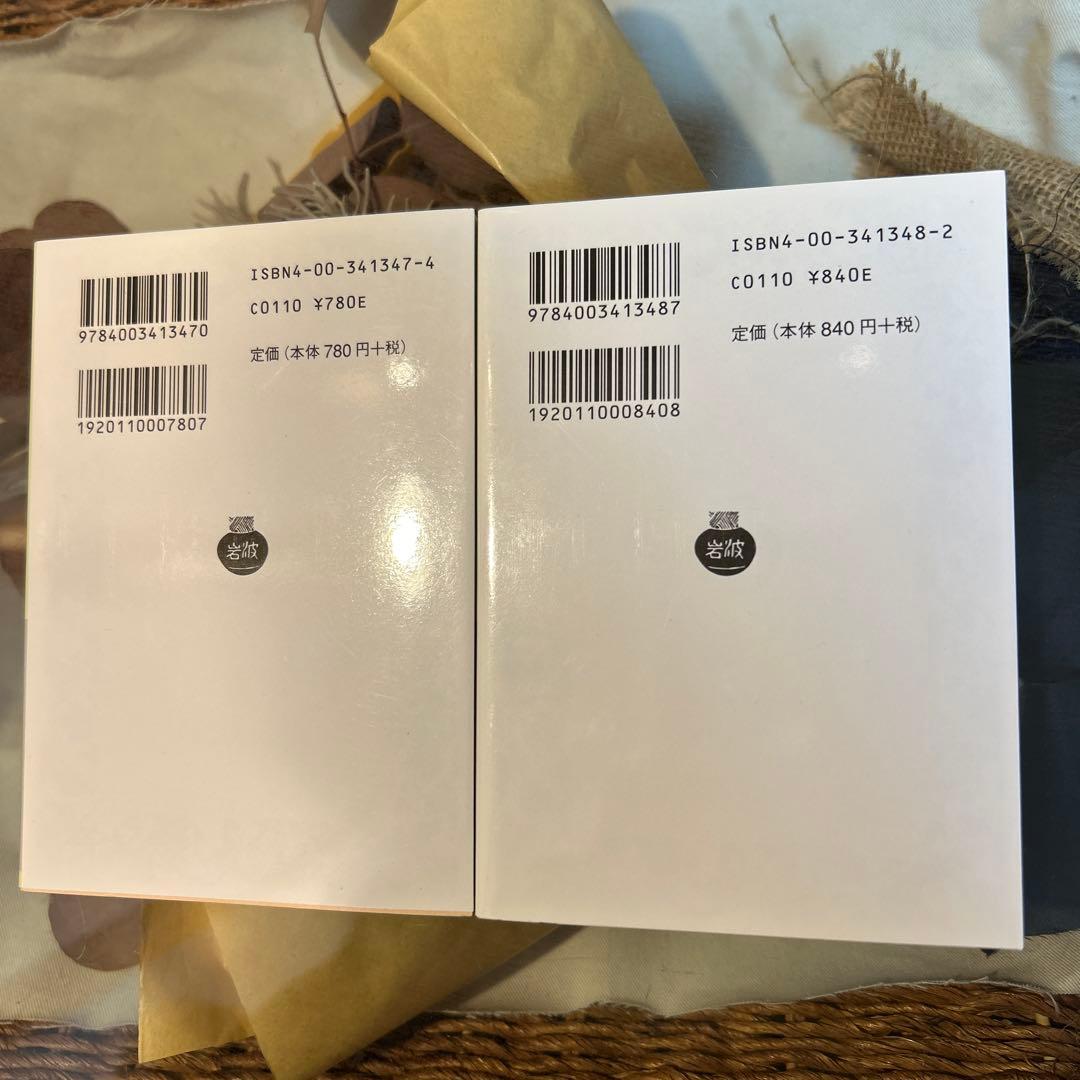 ISBN4-00-341347-4
C0110 ¥780E
定価(本体 780 円+税)
9784003413470
1920110007807
岩波
ISBN4-00-341348-2
C0110 ¥840E
定価(本体 840 円+税)
9784003413487
1920110008408
岩波